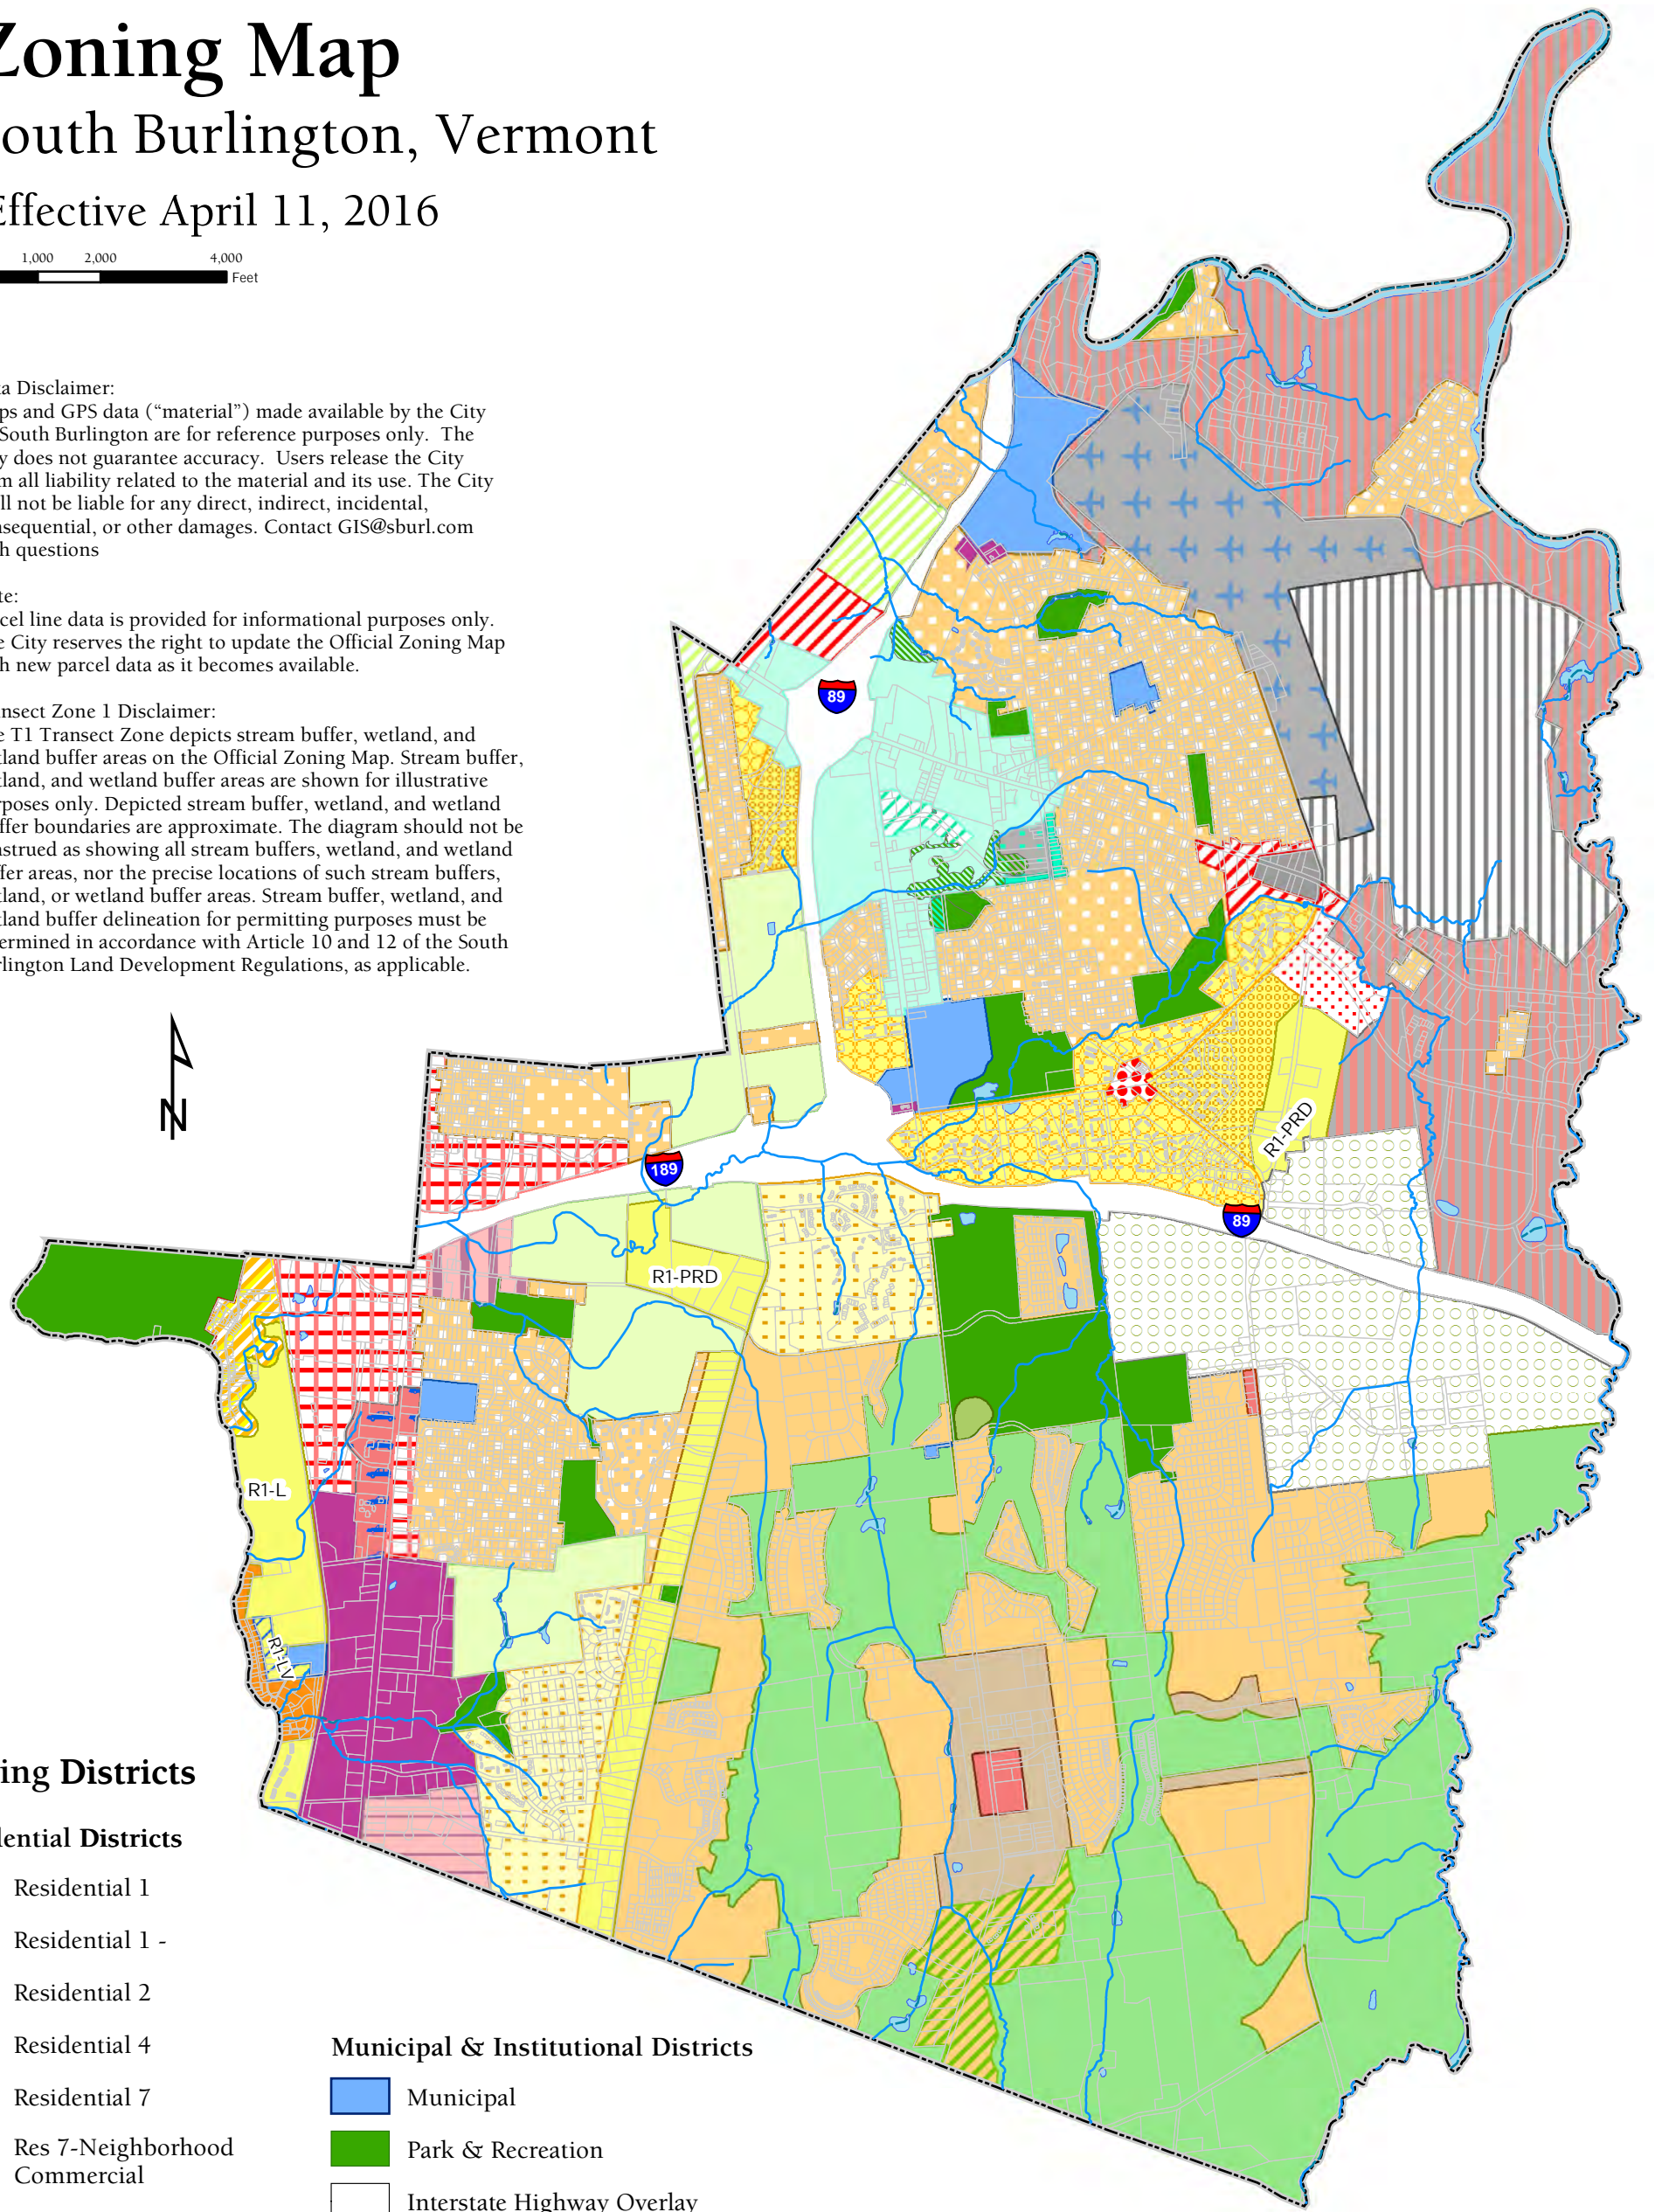 Zoning Map
outh Burlington, Vermont
Effective April 11, 2016
1,000 2,000 4,000
Feet
a Disclaimer:
ps and GPS data (“material”) made available by the City
South Burlington are for reference purposes only. The
y does not guarantee accuracy. Users release the City
m all liability related to the material and its use. The City
ll not be liable for any direct, indirect, incidental,
nsequential, or other damages. Contact GIS@sburl.com
h questions
te:
cel line data is provided for informational purposes only.
e City reserves the right to update the Official Zoning Map
h new parcel data as it becomes available.
nsect Zone 1 Disclaimer:
e T1 Transect Zone depicts stream buffer, wetland, and
tland buffer areas on the Official Zoning Map. Stream buffer,
tland, and wetland buffer areas are shown for illustrative
rposes only. Depicted stream buffer, wetland, and wetland
ffer boundaries are approximate. The diagram should not be
nstrued as showing all stream buffers, wetland, and wetland
ffer areas, nor the precise locations of such stream buffers,
tland, or wetland buffer areas. Stream buffer, wetland, and
tland buffer delineation for permitting purposes must be
termined in accordance with Article 10 and 12 of the South
rlington Land Development Regulations, as applicable.
N
89
189
89
R1-PRD
R1-PRD
R1-L
R1-LV
ing Districts
dential Districts
Residential 1
Residential 1 -
Residential 2
Residential 4
Residential 7
Res 7-Neighborhood
Commercial
Municipal & Institutional Districts
Municipal
Park & Recreation
Interstate Highway Overlay